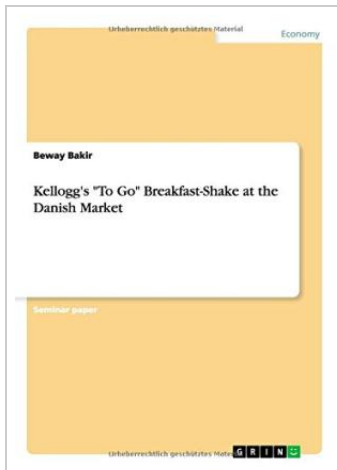 Urheberrechtlich geschütztes Material
Economy
Beway Bakir
Kellogg's "To Go" Breakfast-Shake at the
Danish Market
Seminar paper
Urheberrechtlich geschütztes Mater
GRIN